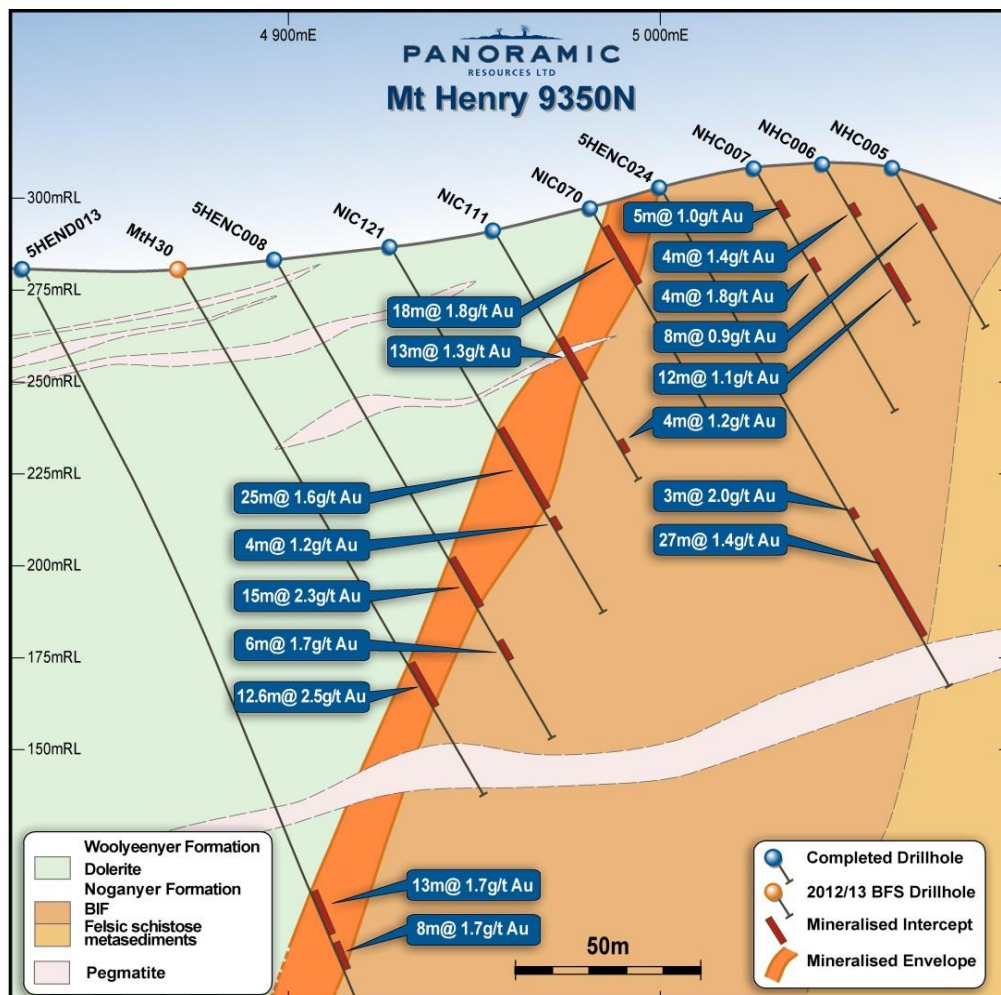 4 900mE
5 000mE
PANORAMIC
RESOURCES LTD
Mt Henry 9350N
5HEND013
MtH30
5HENC008
NIC121
NIC111
NIC070
5HENC024
NHC007
NHC006
NHC005
300mRL
275mRL
250mRL
225mRL
200mRL
175mRL
150mRL
5m@ 1.0g/t Au
4m@ 1.4g/t Au
4m@ 1.8g/t Au
8m@ 0.9g/t Au
12m@ 1.1g/t Au
18m@ 1.8g/t Au
13m@ 1.3g/t Au
4m@ 1.2g/t Au
25m@ 1.6g/t Au
4m@ 1.2g/t Au
3m@ 2.0g/t Au
27m@ 1.4g/t Au
15m@ 2.3g/t Au
6m@ 1.7g/t Au
12.6m@ 2.5g/t Au
13m@ 1.7g/t Au
8m@ 1.7g/t Au
50m
Woolyeenyer Formation
Dolerite
Noganyer Formation
BIF
Felsic schistose
metasediments
Pegmatite
Completed Drillhole
2012/13 BFS Drillhole
Mineralised Intercept
Mineralised Envelope